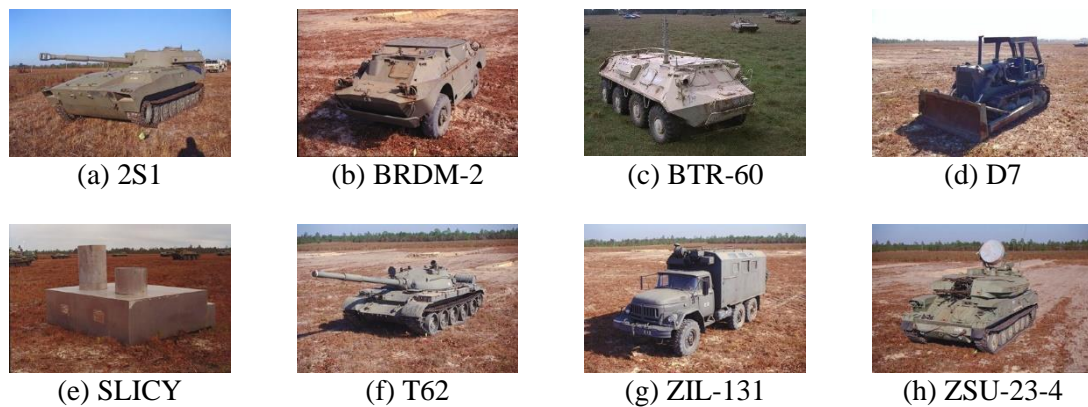 (a) 2S1
(b) BRDM-2
(c) BTR-60
(d) D7
(e) SLICY
(f) T62
(g) ZIL-131
(h) ZSU-23-4